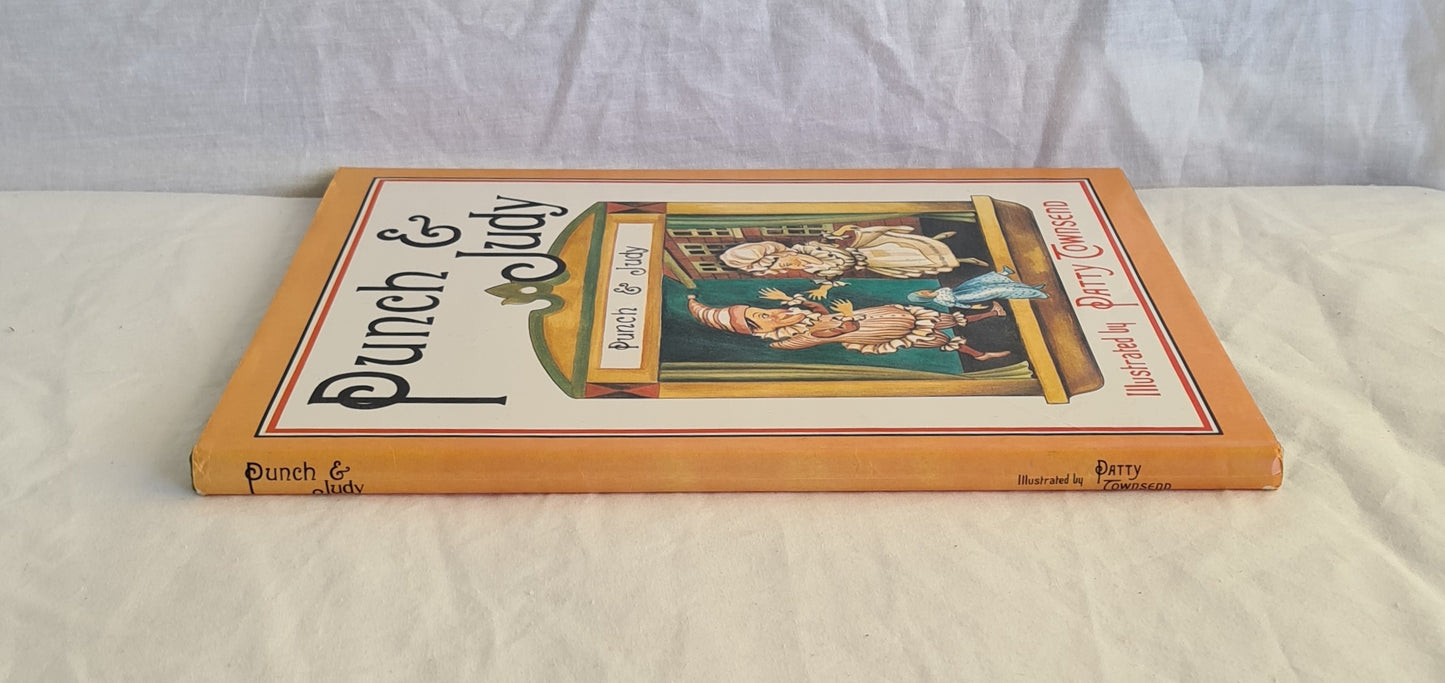 Punch &
Judy
Punch & Judy
Illustrated by PATTY TOWNSEND
Punch &
Judy
Illustrated by PATTY
TOWNSEND